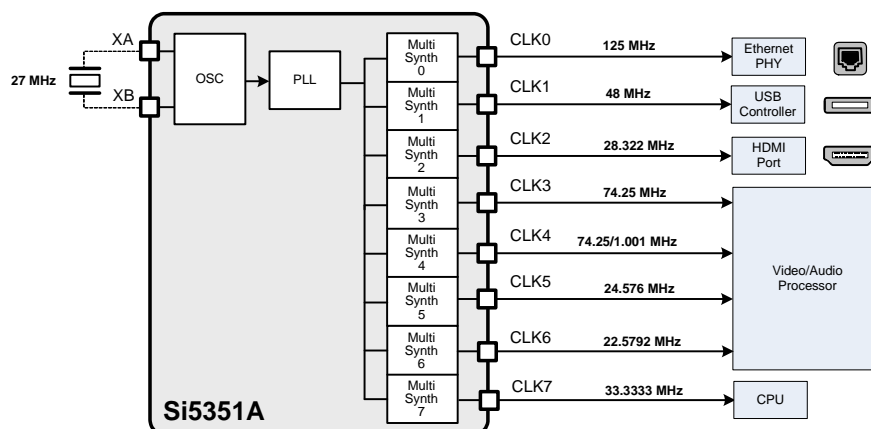 XA
27 MHz
XB
OSC
PLL
Multi
Synth
0
Multi
Synth
1
Multi
Synth
2
Multi
Synth
3
Multi
Synth
4
Multi
Synth
5
Multi
Synth
6
Multi
Synth
7
CLK0
125 MHz
Ethernet
PHY
CLK1
48 MHz
USB
Controller
CLK2
28.322 MHz
HDMI
Port
CLK3
74.25 MHz
CLK4
74.25/1.001 MHz
CLK5
24.576 MHz
CLK6
22.5792 MHz
Video/Audio
Processor
CLK7
33.3333 MHz
CPU
Si5351A